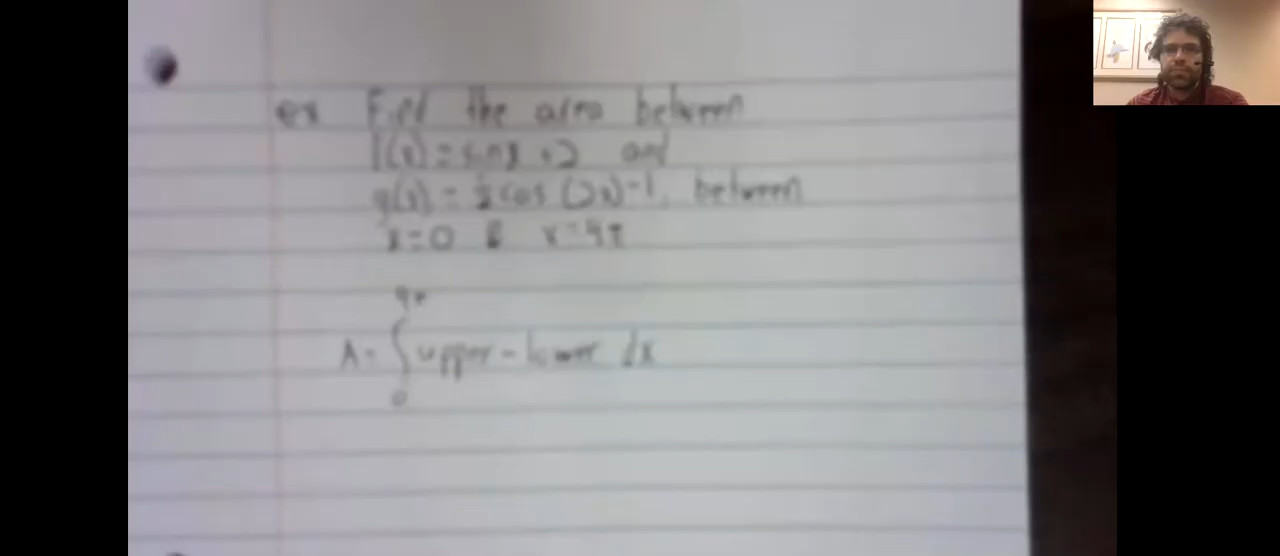 ex Find the area between
f(x) = sin x + 2 and
g(x) = ½ cos (2x) - 1, between
x = 0 & x = 4π
4π
A = ∫ upper - lower dx
0